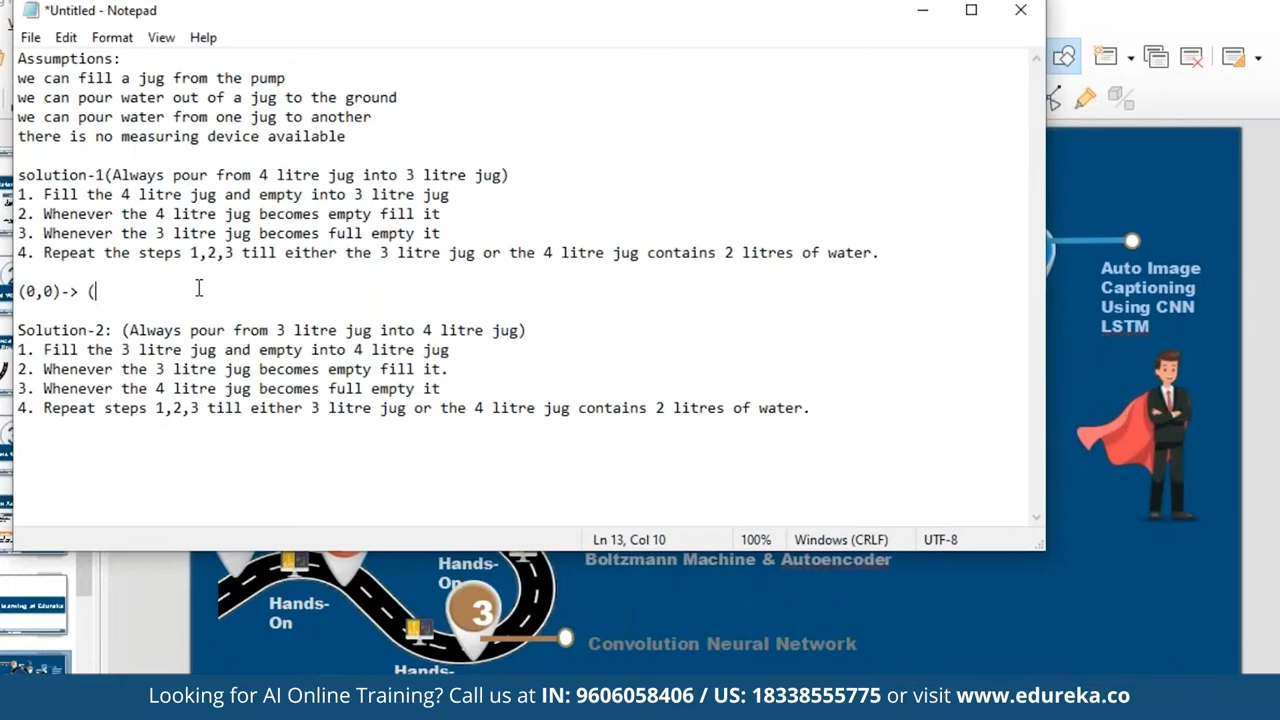 *Untitled - Notepad
File Edit Format View Help
Assumptions:
we can fill a jug from the pump
we can pour water out of a jug to the ground
we can pour water from one jug to another
there is no measuring device available
solution-1(Always pour from 4 litre jug into 3 litre jug)
1. Fill the 4 litre jug and empty into 3 litre jug
2. Whenever the 4 litre jug becomes empty fill it
3. Whenever the 3 litre jug becomes full empty it
4. Repeat the steps 1,2,3 till either the 3 litre jug or the 4 litre jug contains 2 litres of water.
(0,0)-> (
Solution-2: (Always pour from 3 litre jug into 4 litre jug)
1. Fill the 3 litre jug and empty into 4 litre jug
2. Whenever the 3 litre jug becomes empty fill it.
3. Whenever the 4 litre jug becomes full empty it
4. Repeat steps 1,2,3 till either 3 litre jug or the 4 litre jug contains 2 litres of water.
Ln 13, Col 10 100% Windows (CRLF) UTF-8
Auto Image
Captioning
Using CNN
LSTM
Boltzmann Machine & Autoencoder
Hands-
On
Hands-
On
3
Convolution Neural Network
Hands-
earning at Edureka
Looking for AI Online Training? Call us at IN: 9606058406 / US: 18338555775 or visit www.edureka.co